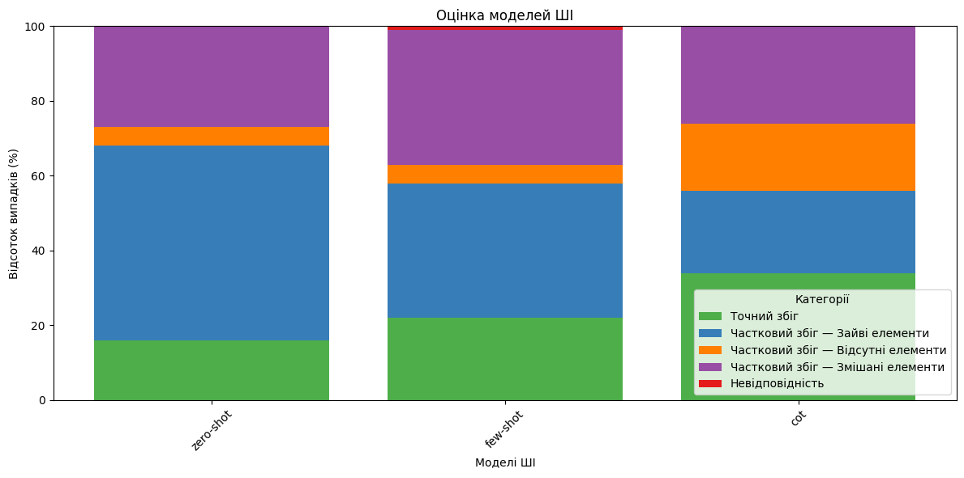 Оцінка моделей ШІ
Відсоток випадків (%)
100
80
60
40
20
0
Категорії
Точний збіг
Частковий збіг — Зайві елементи
Частковий збіг — Відсутні елементи
Частковий збіг — Змішані елементи
Невідповідність
zero-shot
few-shot
cot
Моделі ШІ